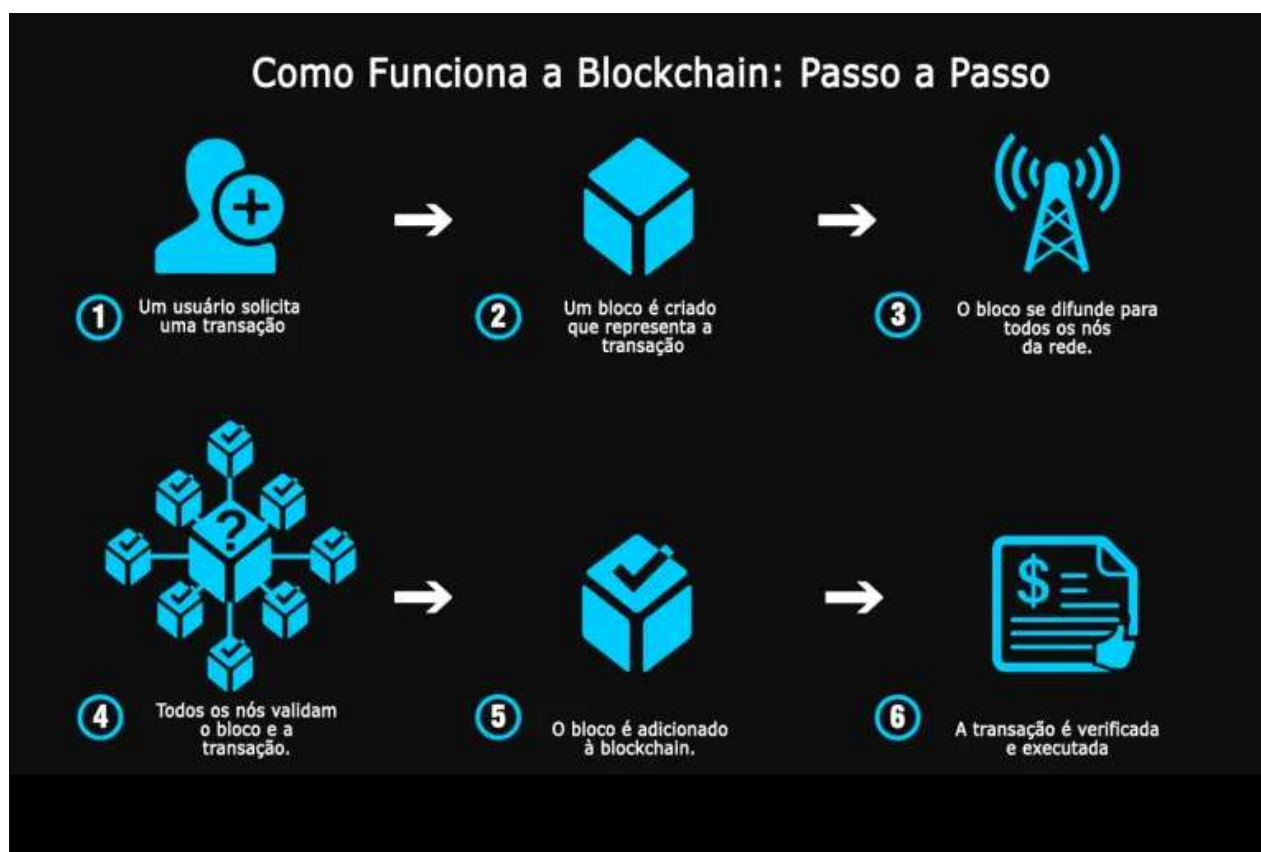 Como Funciona a Blockchain: Passo a Passo
1
Um usuário solicita
uma transação
2
Um bloco é criado
que representa a
transação
3
O bloco se difunde para
todos os nós
da rede.
?
4
Todos os nós validam
o bloco e a
transação.
5
O bloco é adicionado
à blockchain.
$
6
A transação é verificada
e executada